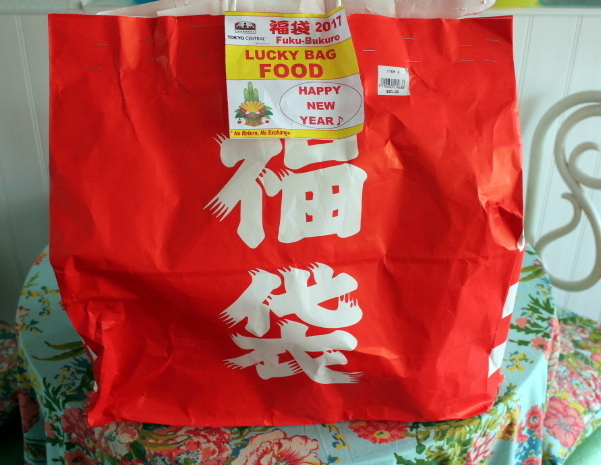 福袋 2017
TOKYO CENTRAL
Fuku-Bukuro
LUCKY BAG
FOOD
HAPPY
NEW
YEAR♪
* No Return, No Exchange
福
袋